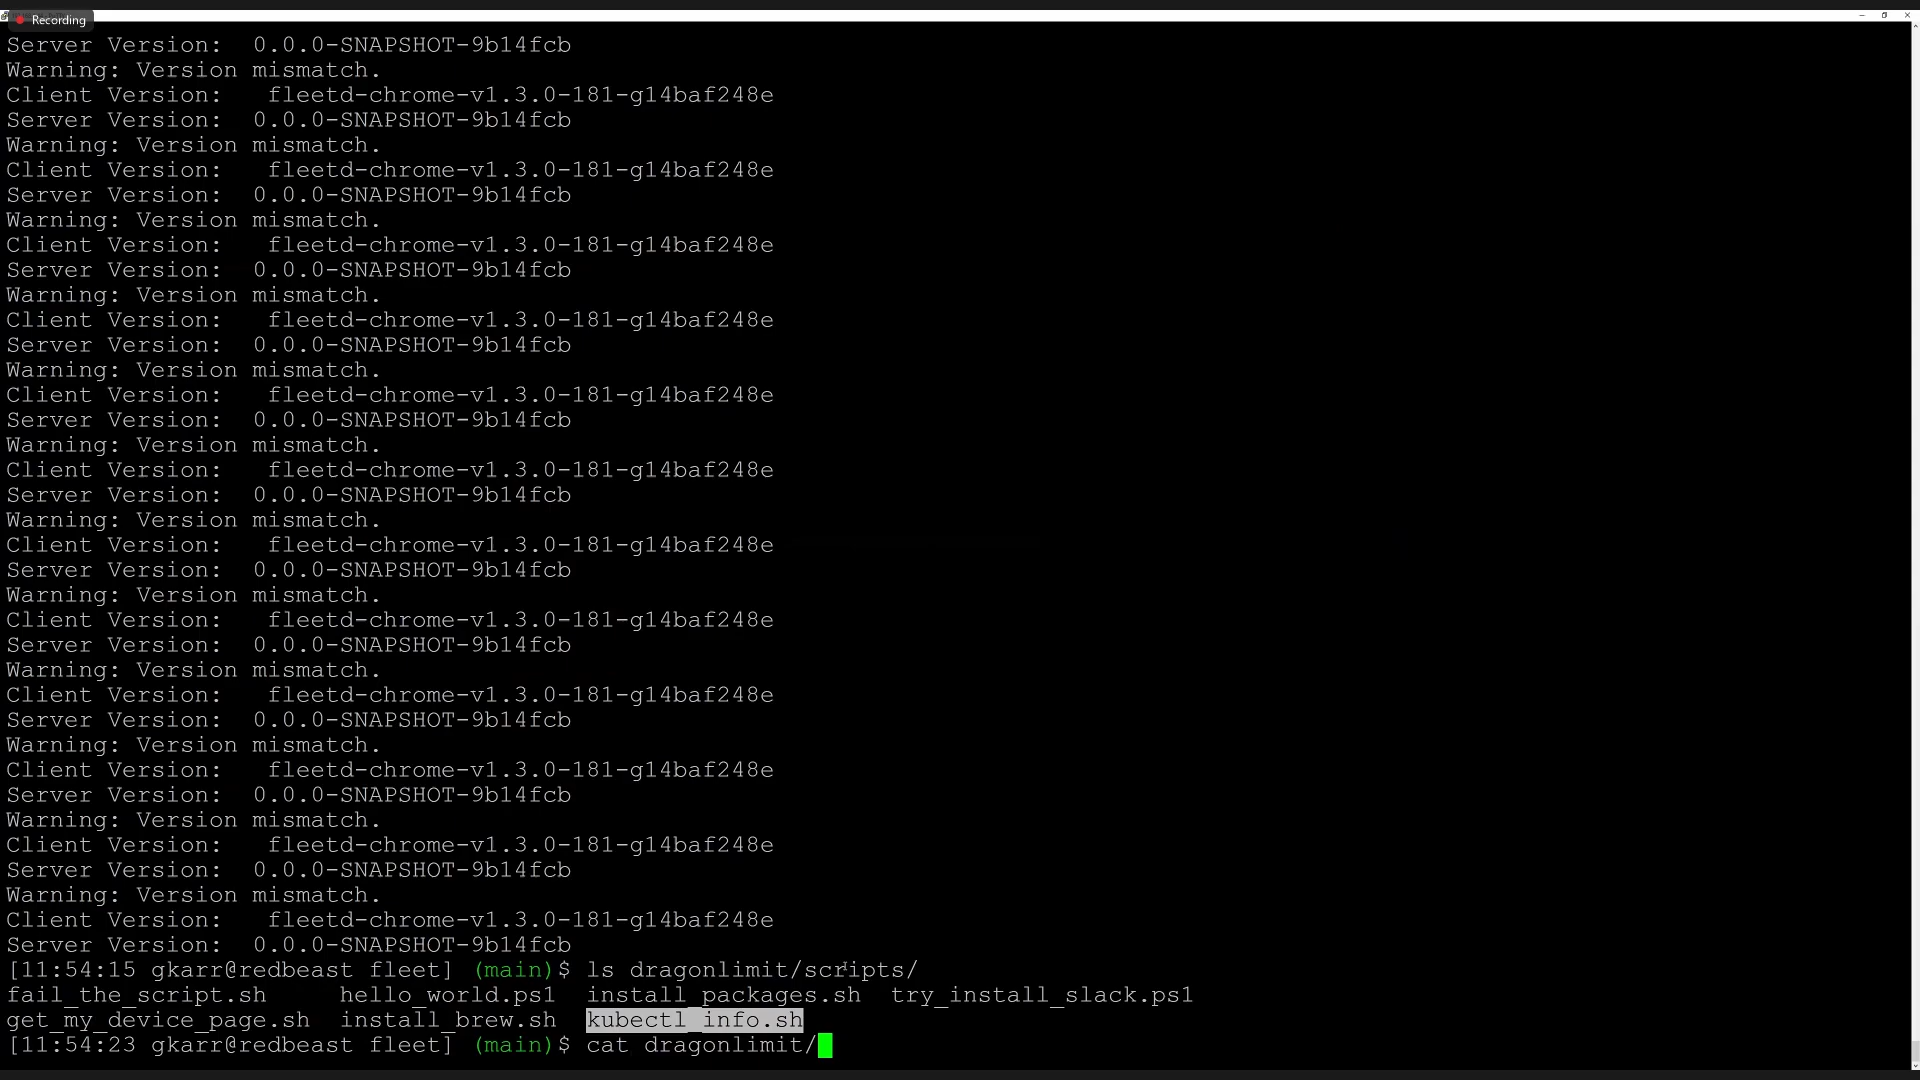 Recording
Server Version:  0.0.0-SNAPSHOT-9b14fcb
Warning: Version mismatch.
Client Version:   fleetd-chrome-v1.3.0-181-g14baf248e
Server Version:  0.0.0-SNAPSHOT-9b14fcb
Warning: Version mismatch.
Client Version:   fleetd-chrome-v1.3.0-181-g14baf248e
Server Version:  0.0.0-SNAPSHOT-9b14fcb
Warning: Version mismatch.
Client Version:   fleetd-chrome-v1.3.0-181-g14baf248e
Server Version:  0.0.0-SNAPSHOT-9b14fcb
Warning: Version mismatch.
Client Version:   fleetd-chrome-v1.3.0-181-g14baf248e
Server Version:  0.0.0-SNAPSHOT-9b14fcb
Warning: Version mismatch.
Client Version:   fleetd-chrome-v1.3.0-181-g14baf248e
Server Version:  0.0.0-SNAPSHOT-9b14fcb
Warning: Version mismatch.
Client Version:   fleetd-chrome-v1.3.0-181-g14baf248e
Server Version:  0.0.0-SNAPSHOT-9b14fcb
Warning: Version mismatch.
Client Version:   fleetd-chrome-v1.3.0-181-g14baf248e
Server Version:  0.0.0-SNAPSHOT-9b14fcb
Warning: Version mismatch.
Client Version:   fleetd-chrome-v1.3.0-181-g14baf248e
Server Version:  0.0.0-SNAPSHOT-9b14fcb
Warning: Version mismatch.
Client Version:   fleetd-chrome-v1.3.0-181-g14baf248e
Server Version:  0.0.0-SNAPSHOT-9b14fcb
Warning: Version mismatch.
Client Version:   fleetd-chrome-v1.3.0-181-g14baf248e
Server Version:  0.0.0-SNAPSHOT-9b14fcb
Warning: Version mismatch.
Client Version:   fleetd-chrome-v1.3.0-181-g14baf248e
Server Version:  0.0.0-SNAPSHOT-9b14fcb
Warning: Version mismatch.
Client Version:   fleetd-chrome-v1.3.0-181-g14baf248e
Server Version:  0.0.0-SNAPSHOT-9b14fcb
[11:54:15 gkarr@redbeast fleet] (main)$ ls dragonlimit/scripts/
fail_the_script.sh     hello_world.ps1  install_packages.sh  try_install_slack.ps1
get_my_device_page.sh  install_brew.sh  kubectl_info.sh
[11:54:23 gkarr@redbeast fleet] (main)$ cat dragonlimit/